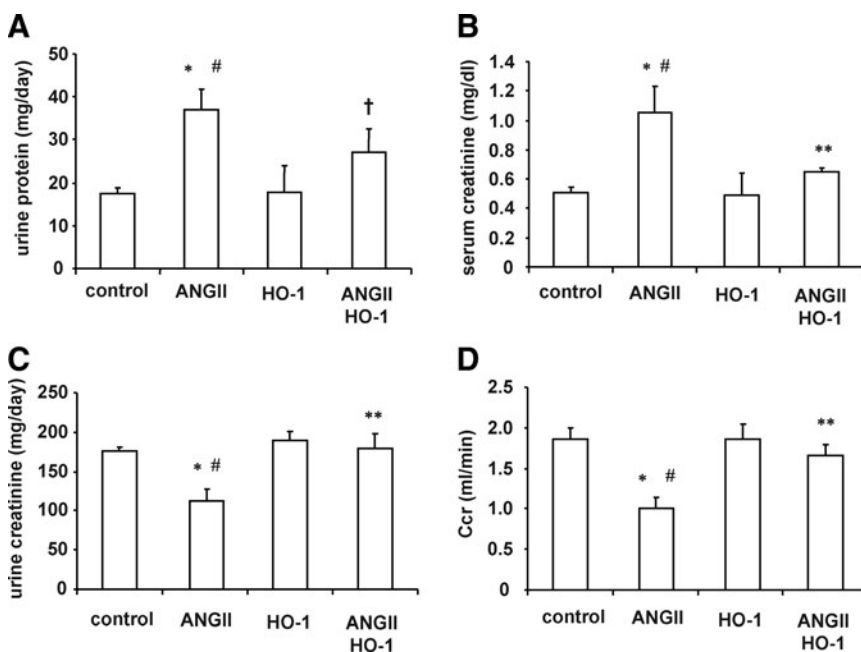 A
urine protein (mg/day)
50
40
30
20
10
0
* #
†
control ANGII HO-1 ANGII
HO-1
B
serum creatinine (mg/dl)
1.4
1.2
1.0
0.8
0.6
0.4
0.2
0
* #
**
control ANGII HO-1 ANGII
HO-1
C
urine creatinine (mg/day)
250
200
150
100
50
0
* #
**
control ANGII HO-1 ANGII
HO-1
D
Ccr (ml/min)
2.5
2.0
1.5
1.0
0.5
0
* #
**
control ANGII HO-1 ANGII
HO-1